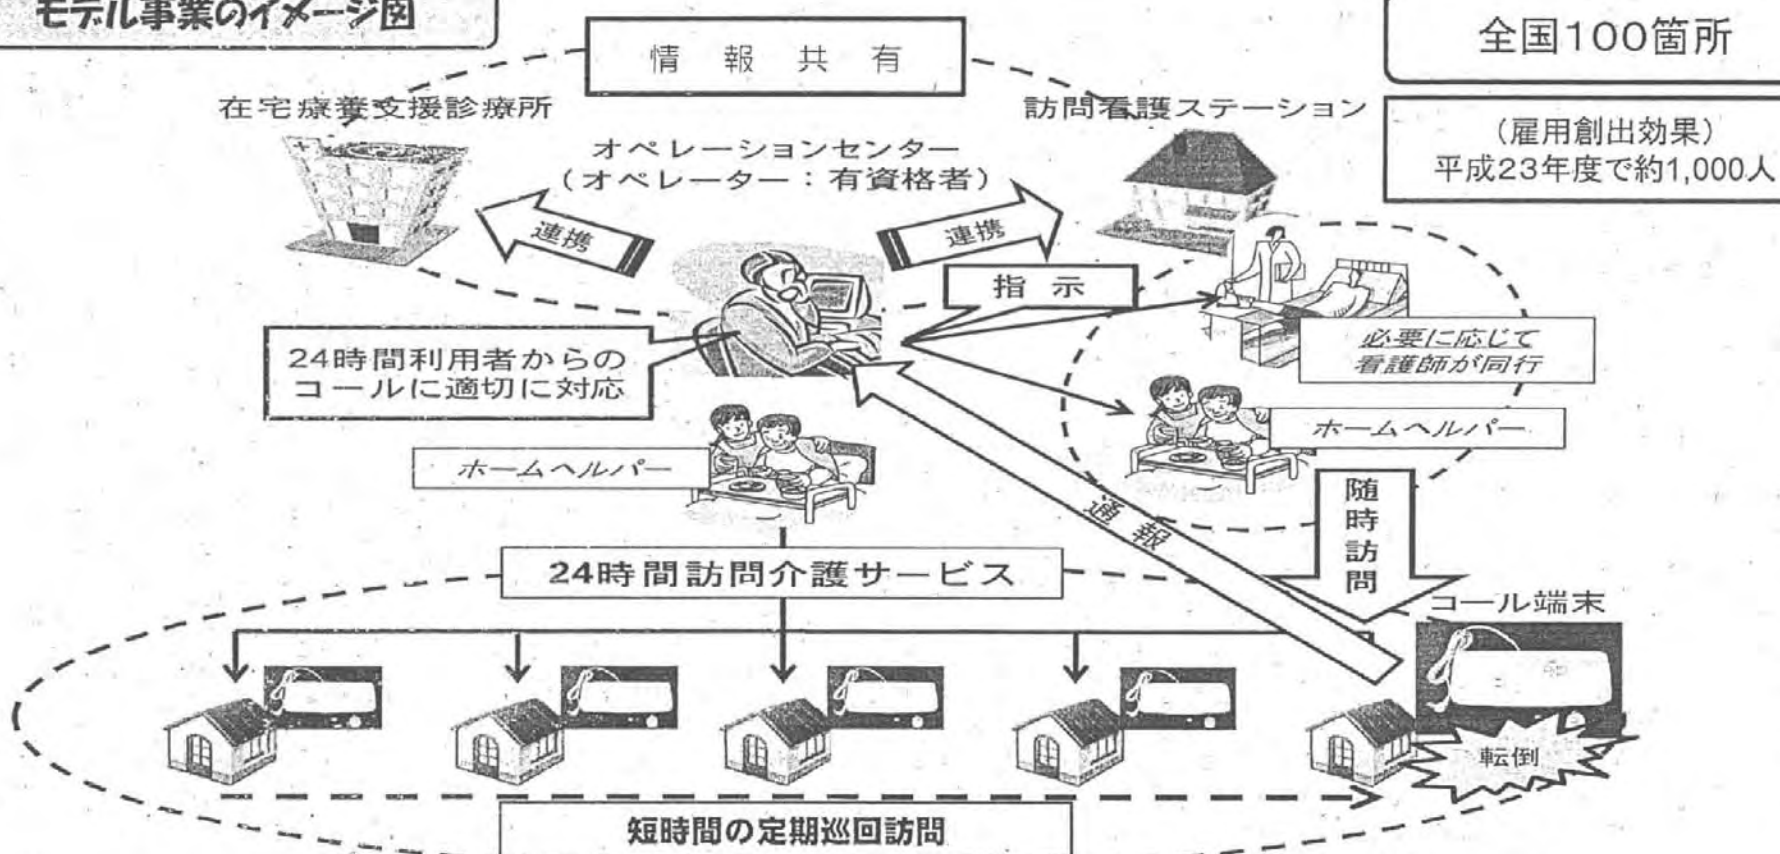 モデル事業のイメージ図
全国100箇所
情報共有
(雇用創出効果)
平成23年度で約1,000人
在宅療養支援診療所
訪問看護ステーション
オペレーションセンター
(オペレーター:有資格者)
連携
連携
指示
24時間利用者からの
コールに適切に対応
必要に応じて
看護師が同行
ホームヘルパー
ホームヘルパー
通報
随時訪問
24時間訪問介護サービス
コール端末
転倒
短時間の定期巡回訪問